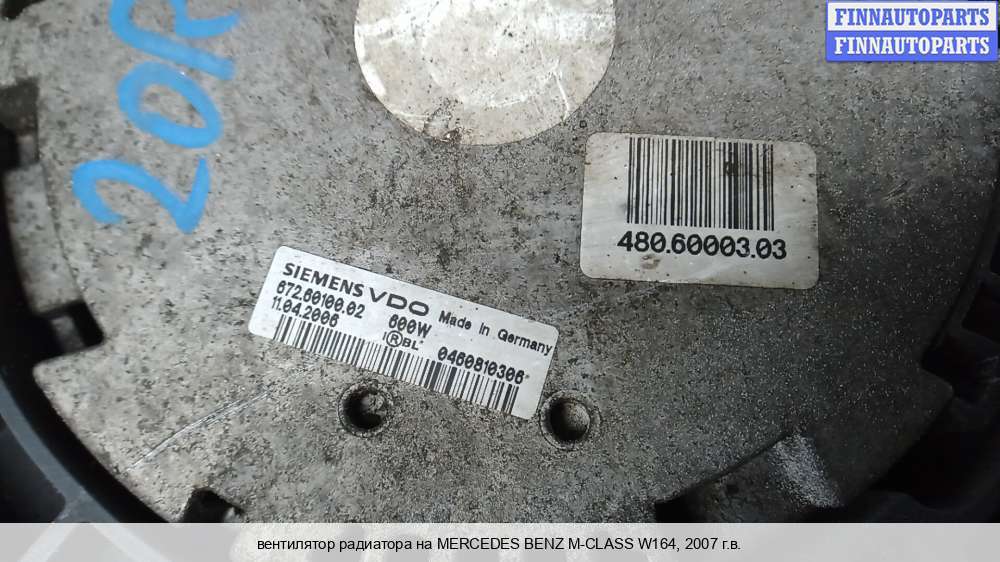 FINNAUTOPARTS
FINNAUTOPARTS
20R
480.60003.03
SIEMENS VDO
672.60100.02 600W Made in Germany
11.04.2006 0460810306
вентилятор радиатора на MERCEDES BENZ M-CLASS W164, 2007 г.в.